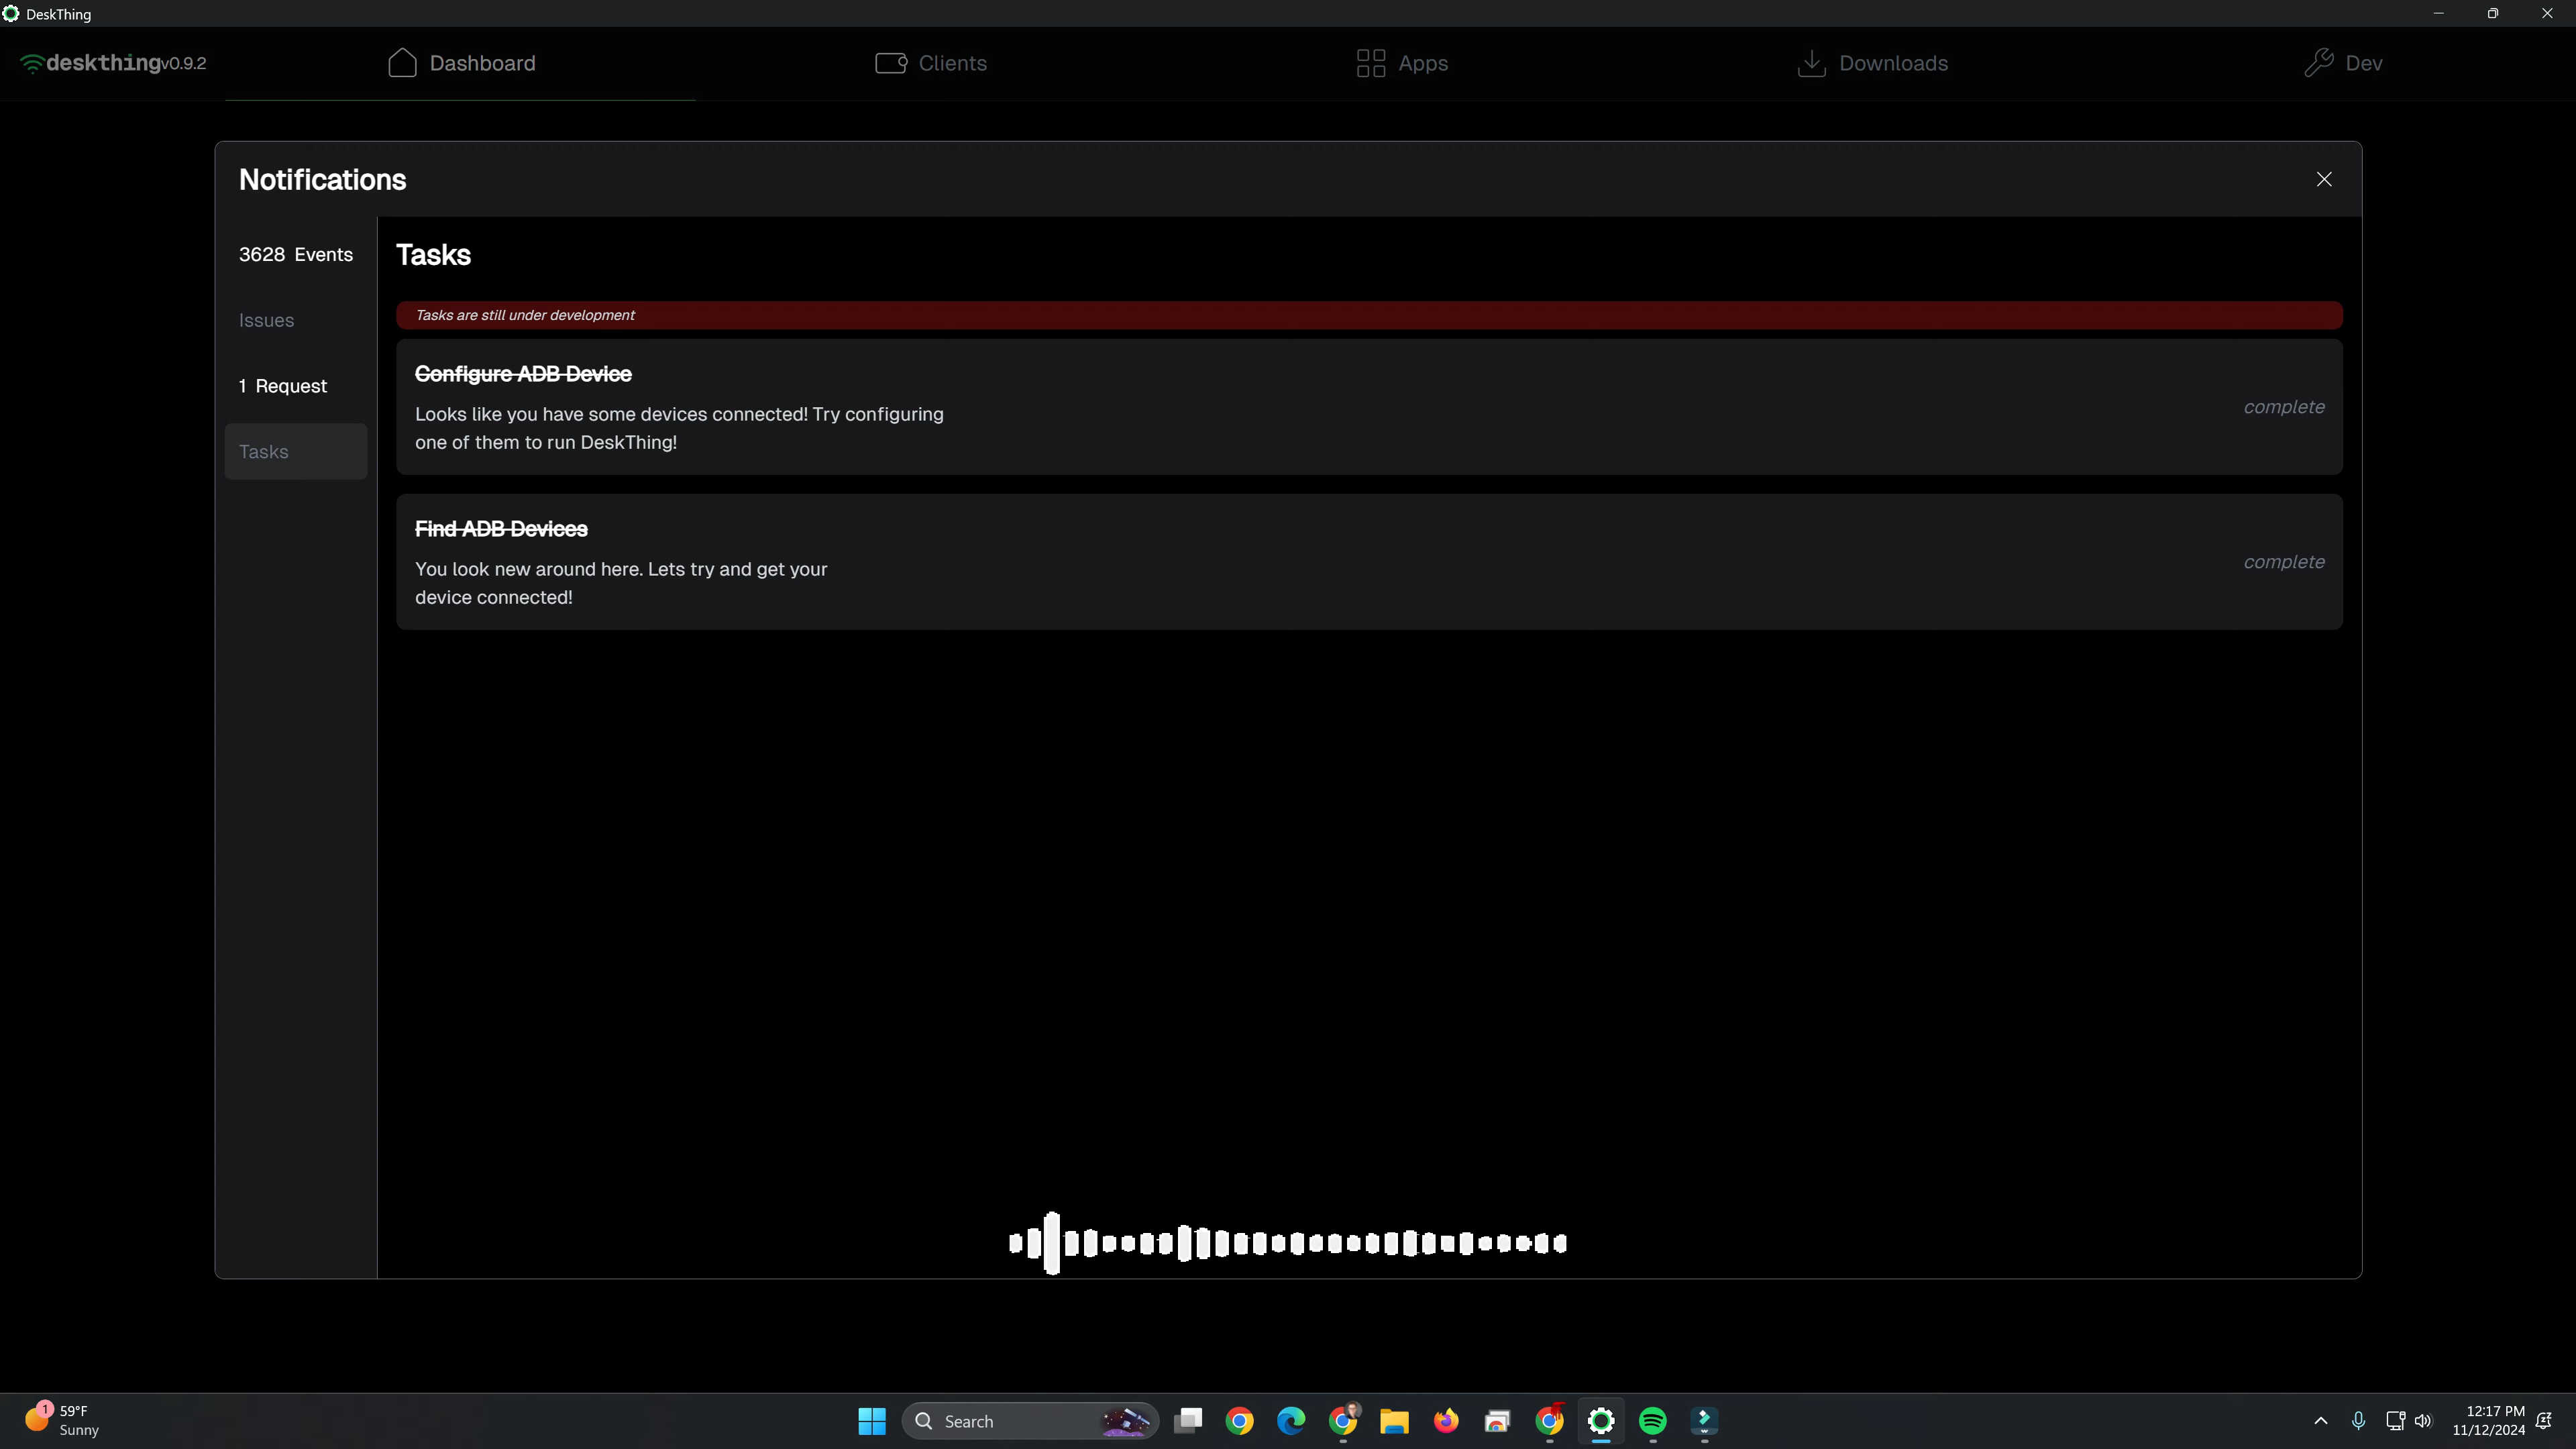 DeskThing
deskthing v0.9.2
Dashboard
Clients
Apps
Downloads
Dev
Notifications
3628 Events
Issues
1 Request
Tasks
Tasks
Tasks are still under development
Configure ADB Device
Looks like you have some devices connected! Try configuring
one of them to run DeskThing!
complete
Find ADB Devices
You look new around here. Lets try and get your
device connected!
complete
1
59°F
Sunny
Search
12:17 PM
11/12/2024